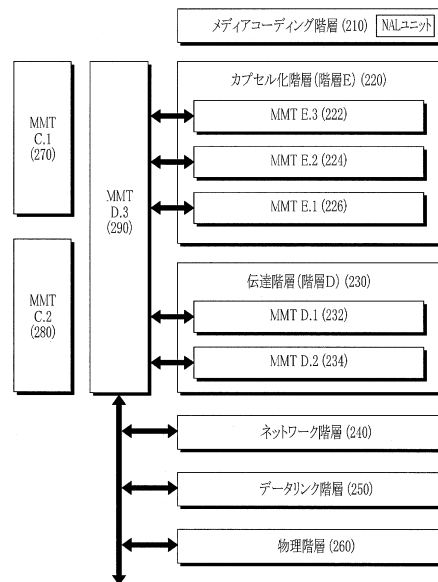 メディアコーディング階層(210) NALユニット
カプセル化階層(階層E)(220)
MMT E.3 (222)
MMT E.2 (224)
MMT E.1 (226)
MMT
C.1
(270)
MMT
D.3
(290)
MMT
C.2
(280)
伝達階層(階層D)(230)
MMT D.1 (232)
MMT D.2 (234)
ネットワーク階層(240)
データリンク階層(250)
物理階層(260)